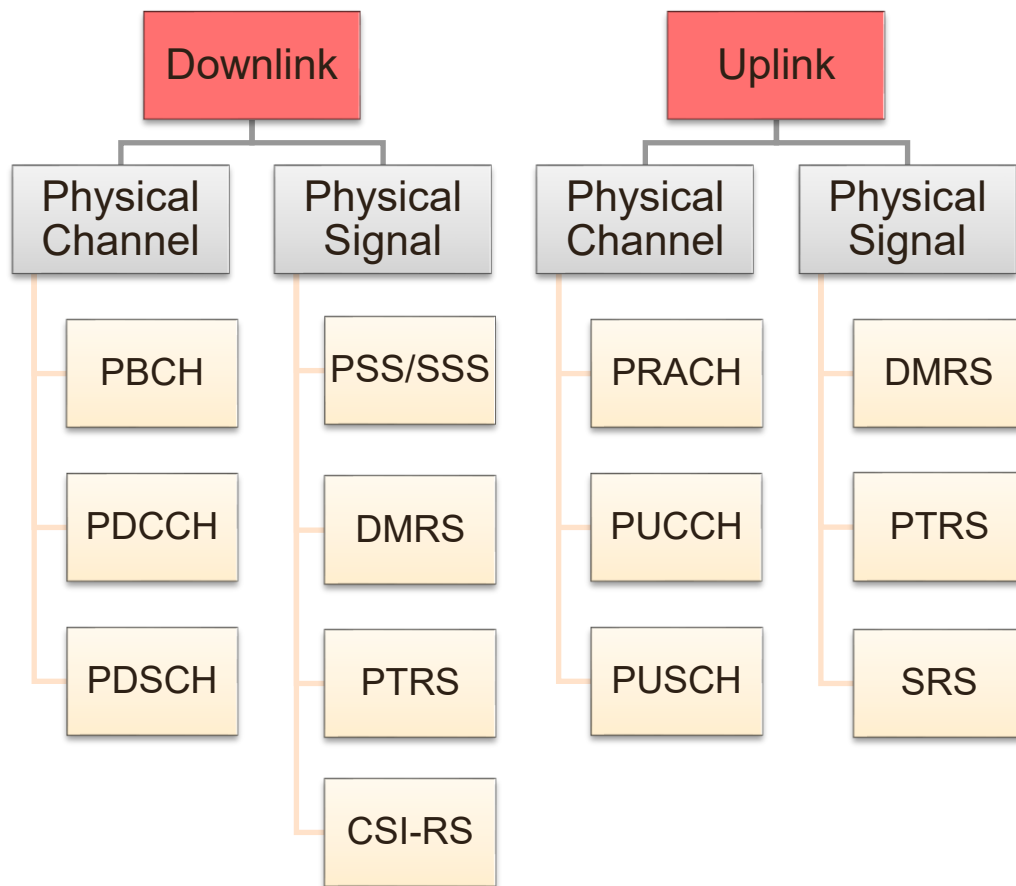 Downlink
Physical
Channel
PBCH
PDCCH
PDSCH
Physical
Signal
PSS/SSS
DMRS
PTRS
CSI-RS
Uplink
Physical
Channel
PRACH
PUCCH
PUSCH
Physical
Signal
DMRS
PTRS
SRS